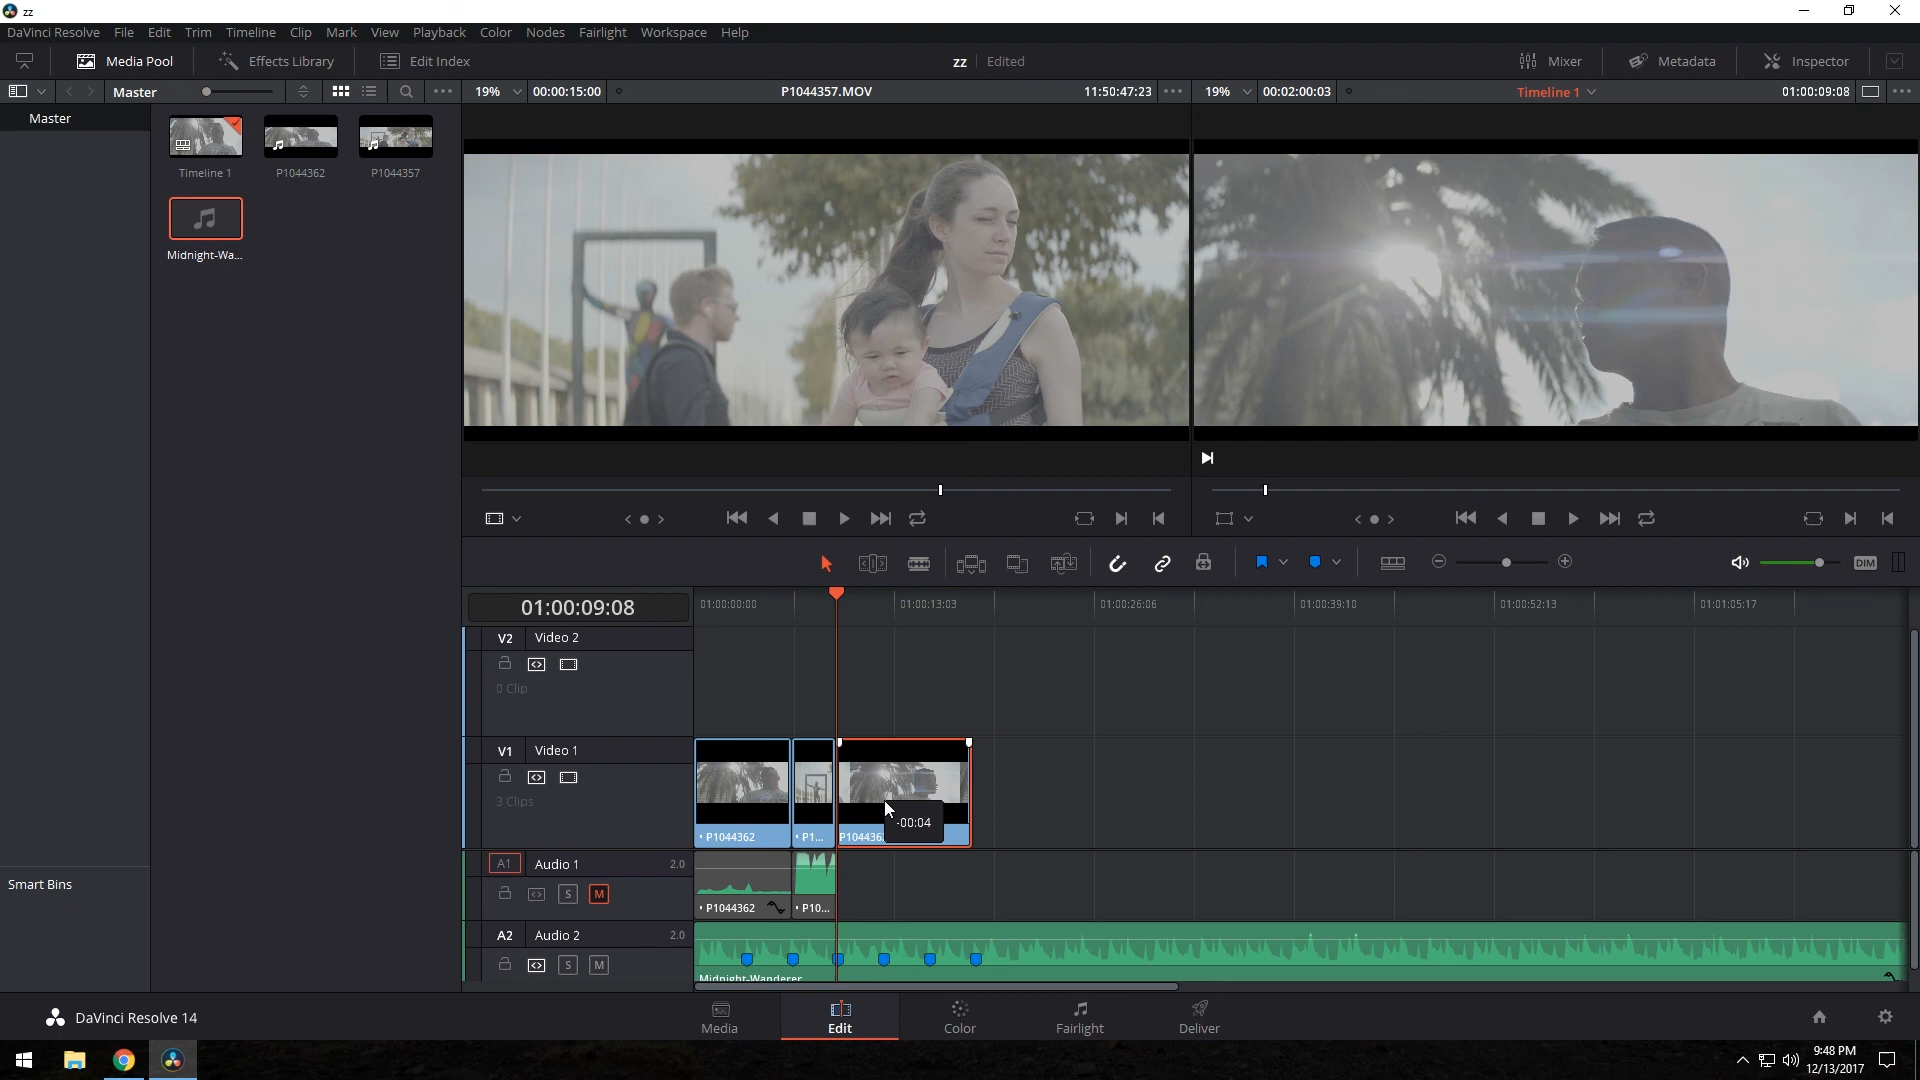 zz
DaVinci Resolve File Edit Trim Timeline Clip Mark View Playback Color Nodes Fairlight Workspace Help
Media Pool Effects Library Edit Index zz Edited Mixer Metadata Inspector
Master 19% 00:00:15:00 P1044357.MOV 11:50:47:23 19% 00:02:00:03 Timeline 1 01:00:09:08
Master
Timeline 1 P1044362 P1044357
Midnight-Wa...
DIM
01:00:09:08 01:00:00:00 01:00:13:03 01:00:26:06 01:00:39:10 01:00:52:13 01:01:05:17
V2 Video 2
0 Clip
V1 Video 1
3 Clips
-00:04
• P1044362 • P1... P104436
A1 Audio 1 2.0
S M
• P1044362 • P10...
A2 Audio 2 2.0
S M
Midnight-Wanderer
Smart Bins
DaVinci Resolve 14
Media Edit Color Fairlight Deliver
9:48 PM
12/13/2017